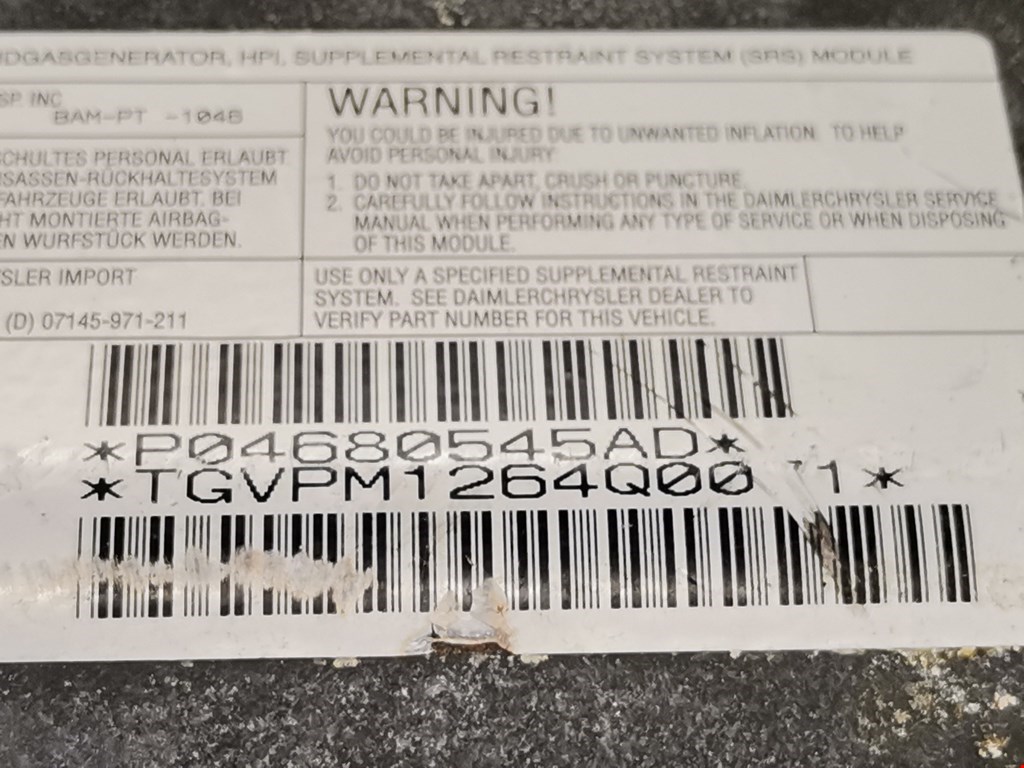 DGASGENERATOR, HPI, SUPPLEMENTAL RESTRAINT SYSTEM (SRS) MODULE
SP. INC
BAM-PT -1048
CHULTES PERSONAL ERLAUBT
SASSEN-RÜCKHALTESYSTEM
FAHRZEUGE ERLAUBT. BEI
HT MONTIERTE AIRBAG-
EN WURFSTÜCK WERDEN.
WARNING!
YOU COULD BE INJURED DUE TO UNWANTED INFLATION TO HELP
AVOID PERSONAL INJURY
1. DO NOT TAKE APART, CRUSH OR PUNCTURE.
2. CAREFULLY FOLLOW INSTRUCTIONS IN THE DAIMLERCHRYSLER SERVICE
MANUAL WHEN PERFORMING ANY TYPE OF SERVICE OR WHEN DISPOSING
OF THIS MODULE.
SLER IMPORT
(D) 07145-971-211
USE ONLY A SPECIFIED SUPPLEMENTAL RESTRAINT
SYSTEM. SEE DAIMLERCHRYSLER DEALER TO
VERIFY PART NUMBER FOR THIS VEHICLE.
*P04680545AD*
*TGVPM1264Q00 1*